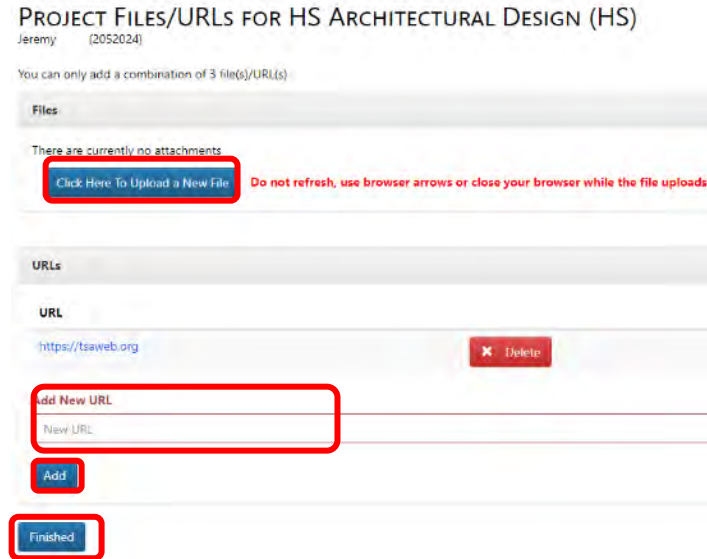 PROJECT FILES/URLS FOR HS ARCHITECTURAL DESIGN (HS)
Jeremy (2052024)
You can only add a combination of 3 file(s)/URL(s)
Files
There are currently no attachments
Click Here To Upload a New File Do not refresh, use browser arrows or close your browser while the file uploads
URLs
URL
https://tsaweb.org
✖ Delete
Add New URL
New URL
Add
Finished